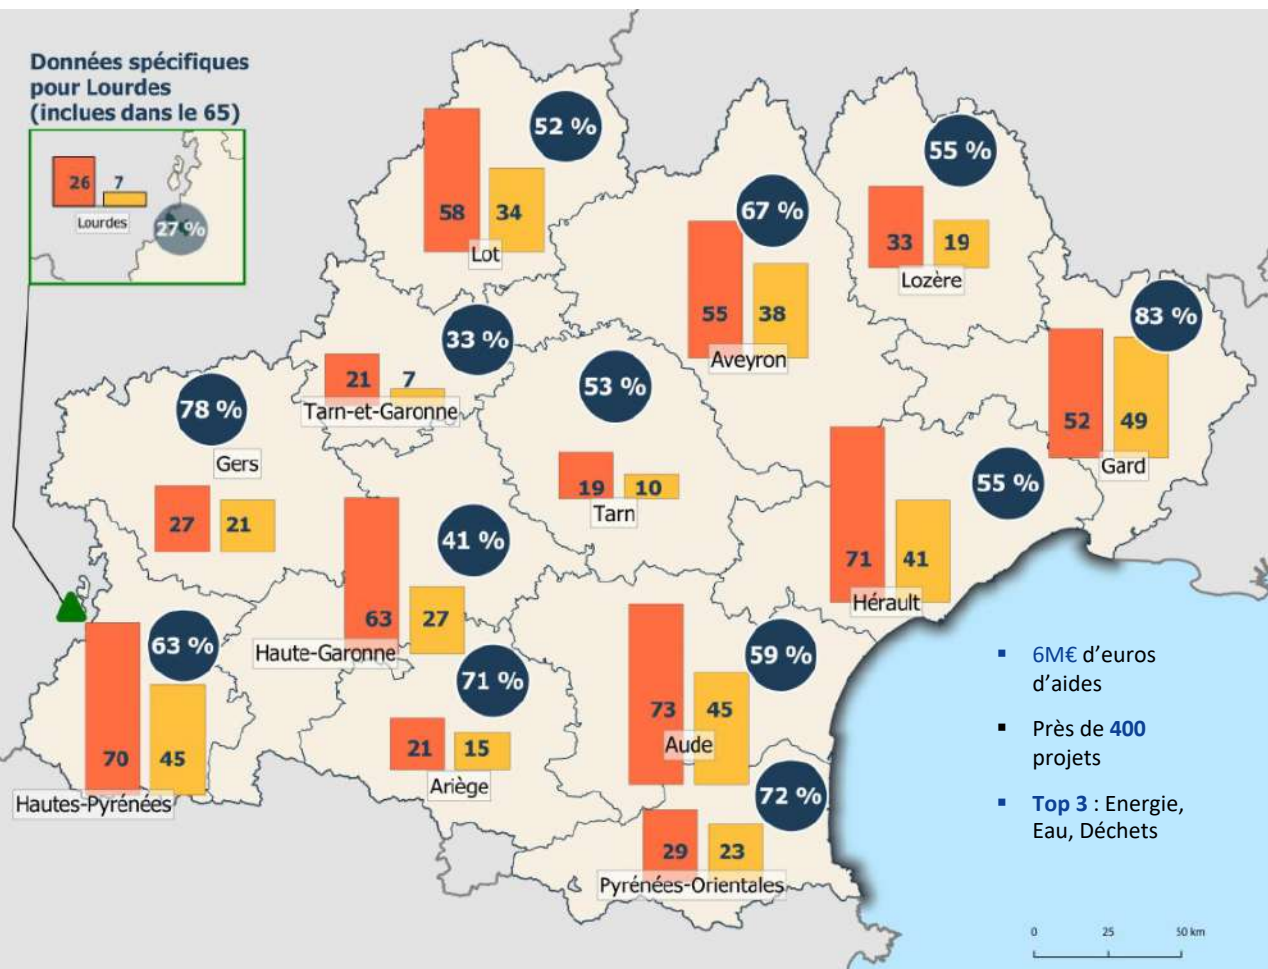 Données spécifiques
pour Lourdes
(inclues dans le 65)
26
7
Lourdes
27 %
52 %
58
34
Lot
55 %
33
19
Lozère
67 %
55
38
Aveyron
83 %
52
49
Gard
33 %
21
7
Tarn-et-Garonne
53 %
19
10
Tarn
78 %
Gers
27
21
55 %
71
41
Hérault
41 %
63
27
Haute-Garonne
63 %
70
45
Hautes-Pyrénées
71 %
21
15
Ariège
59 %
73
45
Aude
72 %
29
23
Pyrénées-Orientales
▪ 6M€ d’euros
d’aides
▪ Près de 400
projets
▪ Top 3 : Energie,
Eau, Déchets
0 25 50 km